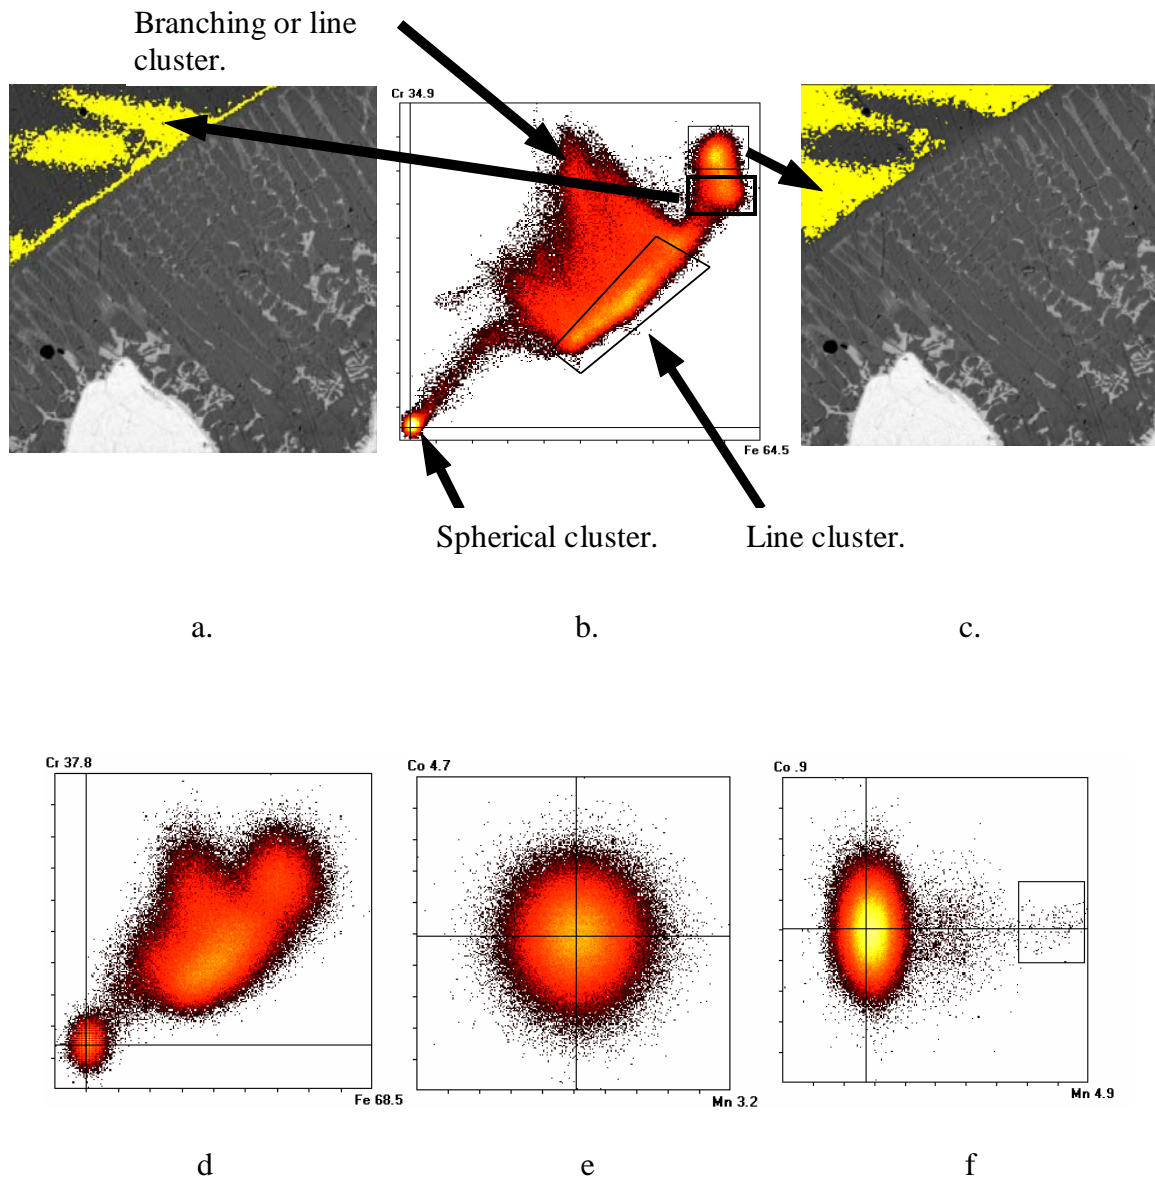 Branching or line
cluster.
Cr 34.9
Fe 64.5
Spherical cluster.
Line cluster.
a.
b.
c.
Cr 37.8
Fe 68.5
Co 4.7
Mn 3.2
Co .9
Mn 4.9
d
e
f